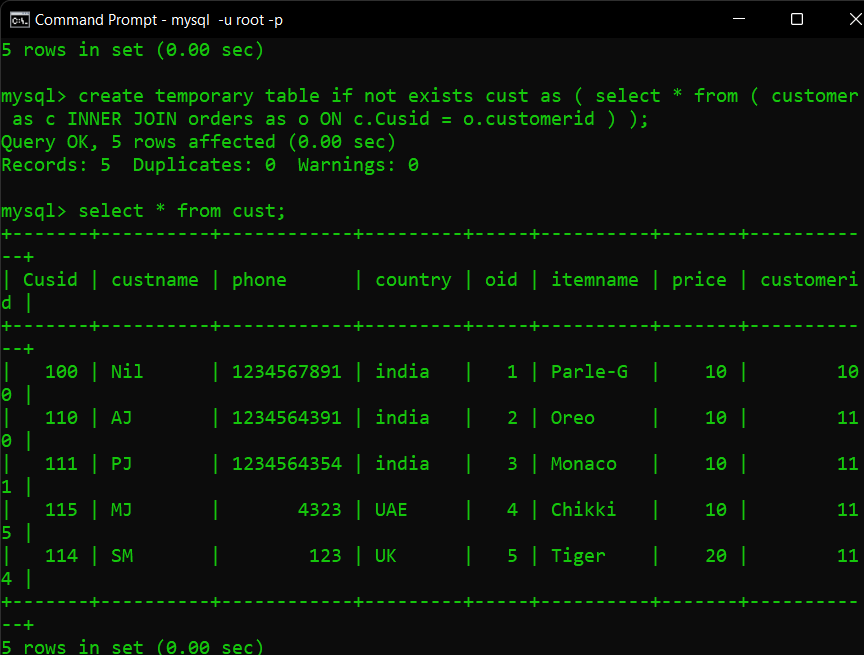 Command Prompt - mysql  -u root -p
5 rows in set (0.00 sec)
mysql> create temporary table if not exists cust as ( select * from ( customer
 as c INNER JOIN orders as o ON c.Cusid = o.customerid ) );
Query OK, 5 rows affected (0.00 sec)
Records: 5  Duplicates: 0  Warnings: 0
mysql> select * from cust;
+-------+----------+------------+---------+-----+----------+-------+----------
--+
| Cusid | custname | phone      | country | oid | itemname | price | customeri
d |
+-------+----------+------------+---------+-----+----------+-------+----------
--+
|   100 | Nil      | 1234567891 | india   |   1 | Parle-G  |    10 |        10
0 |
|   110 | AJ       | 1234564391 | india   |   2 | Oreo     |    10 |        11
0 |
|   111 | PJ       | 1234564354 | india   |   3 | Monaco   |    10 |        11
1 |
|   115 | MJ       |       4323 | UAE     |   4 | Chikki   |    10 |        11
5 |
|   114 | SM       |        123 | UK      |   5 | Tiger    |    20 |        11
4 |
+-------+----------+------------+---------+-----+----------+-------+----------
--+
5 rows in set (0.00 sec)